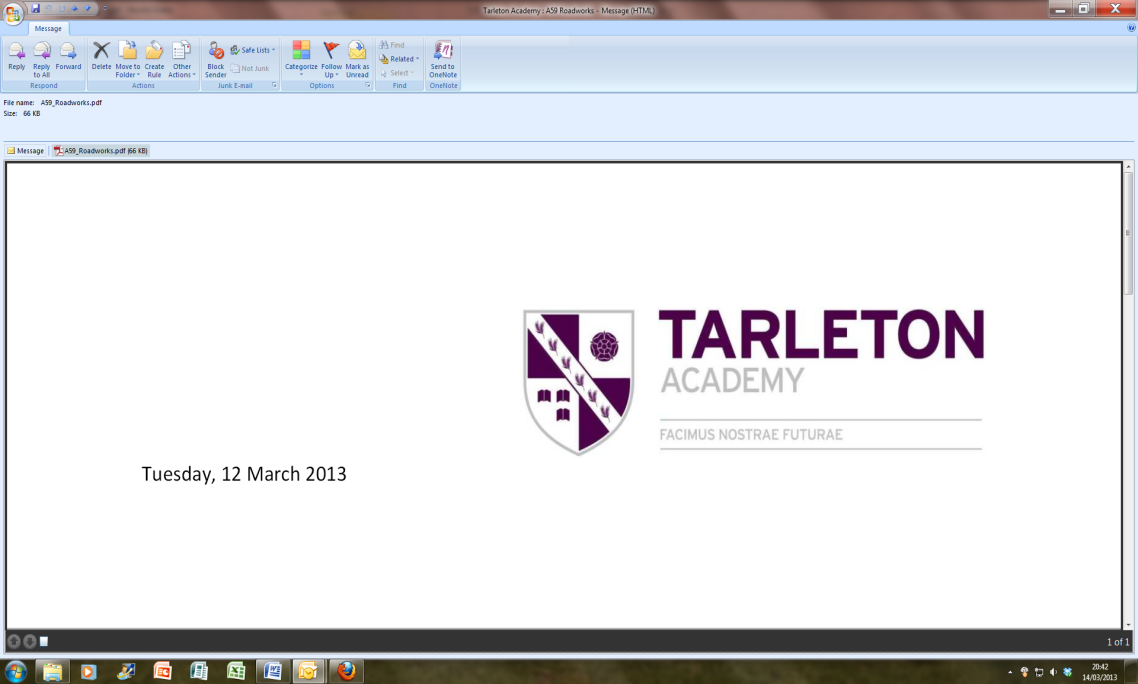 Tarleton Academy : A59 Roadworks - Message (HTML)
Message
Reply
Reply to All
Forward
Respond
Delete
Move to Folder
Create Rule
Other Actions
Actions
Block Sender
Safe Lists
Not Junk
Junk E-mail
Categorize
Follow Up
Mark as Unread
Options
Find
Related
Select
Find
Send to OneNote
OneNote
File name: A59_Roadworks.pdf
Size: 66 KB
Message
A59_Roadworks.pdf (66 KB)
TARLETON
ACADEMY
FACIMUS NOSTRAE FUTURAE
Tuesday, 12 March 2013
1 of 1
20:42
14/03/2013